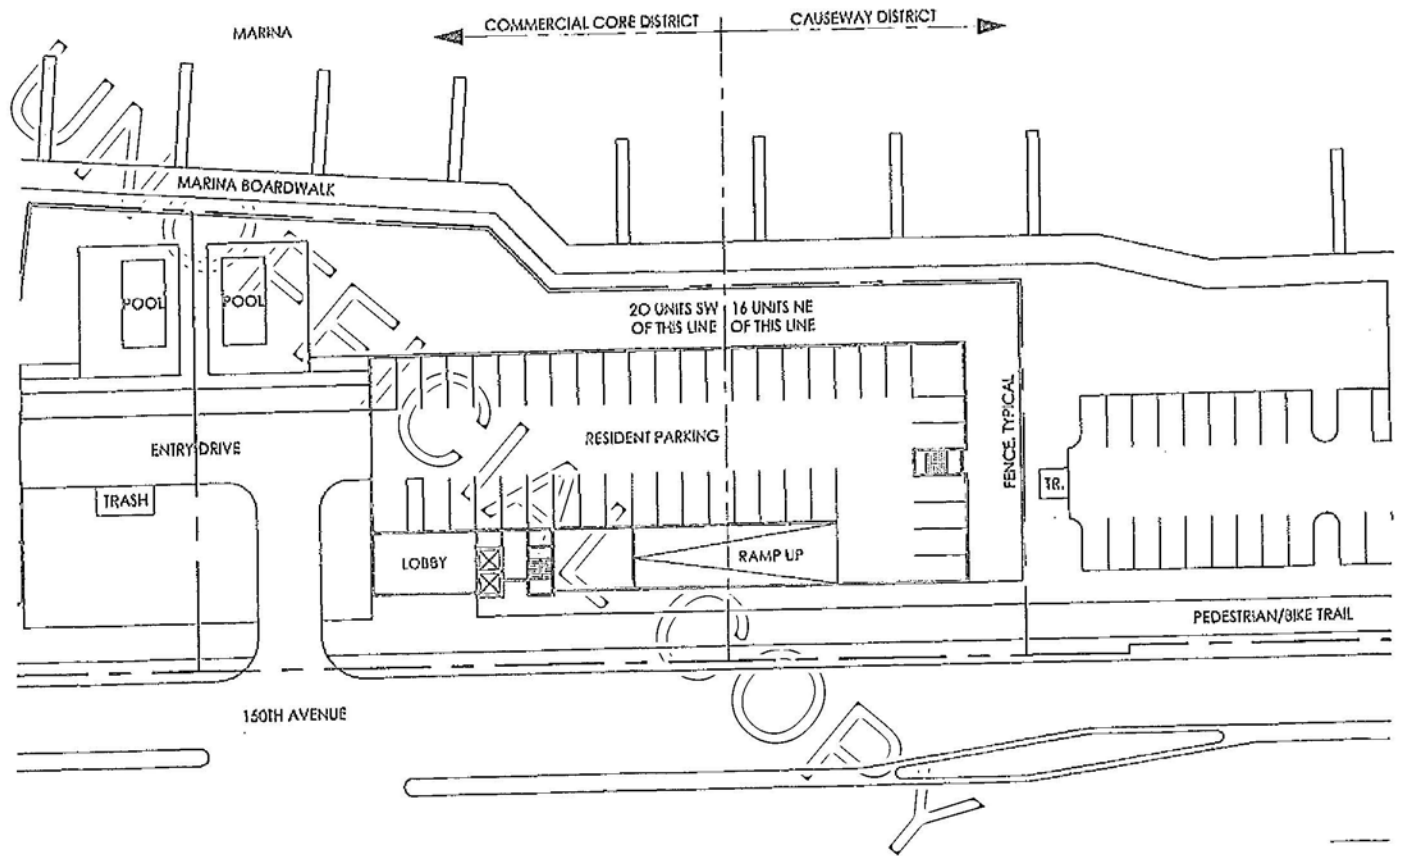 MARINA
COMMERCIAL CORE DISTRICT
CAUSEWAY DISTRICT
MARINA BOARDWALK
POOL
POOL
20 UNITS SW
OF THIS LINE
16 UNITS NE
OF THIS LINE
ENTRY DRIVE
RESIDENT PARKING
FENCE, TYPICAL
TRASH
TR.
LOBBY
RAMP UP
PEDESTRIAN/BIKE TRAIL
150TH AVENUE
UNOFFICIAL COPY